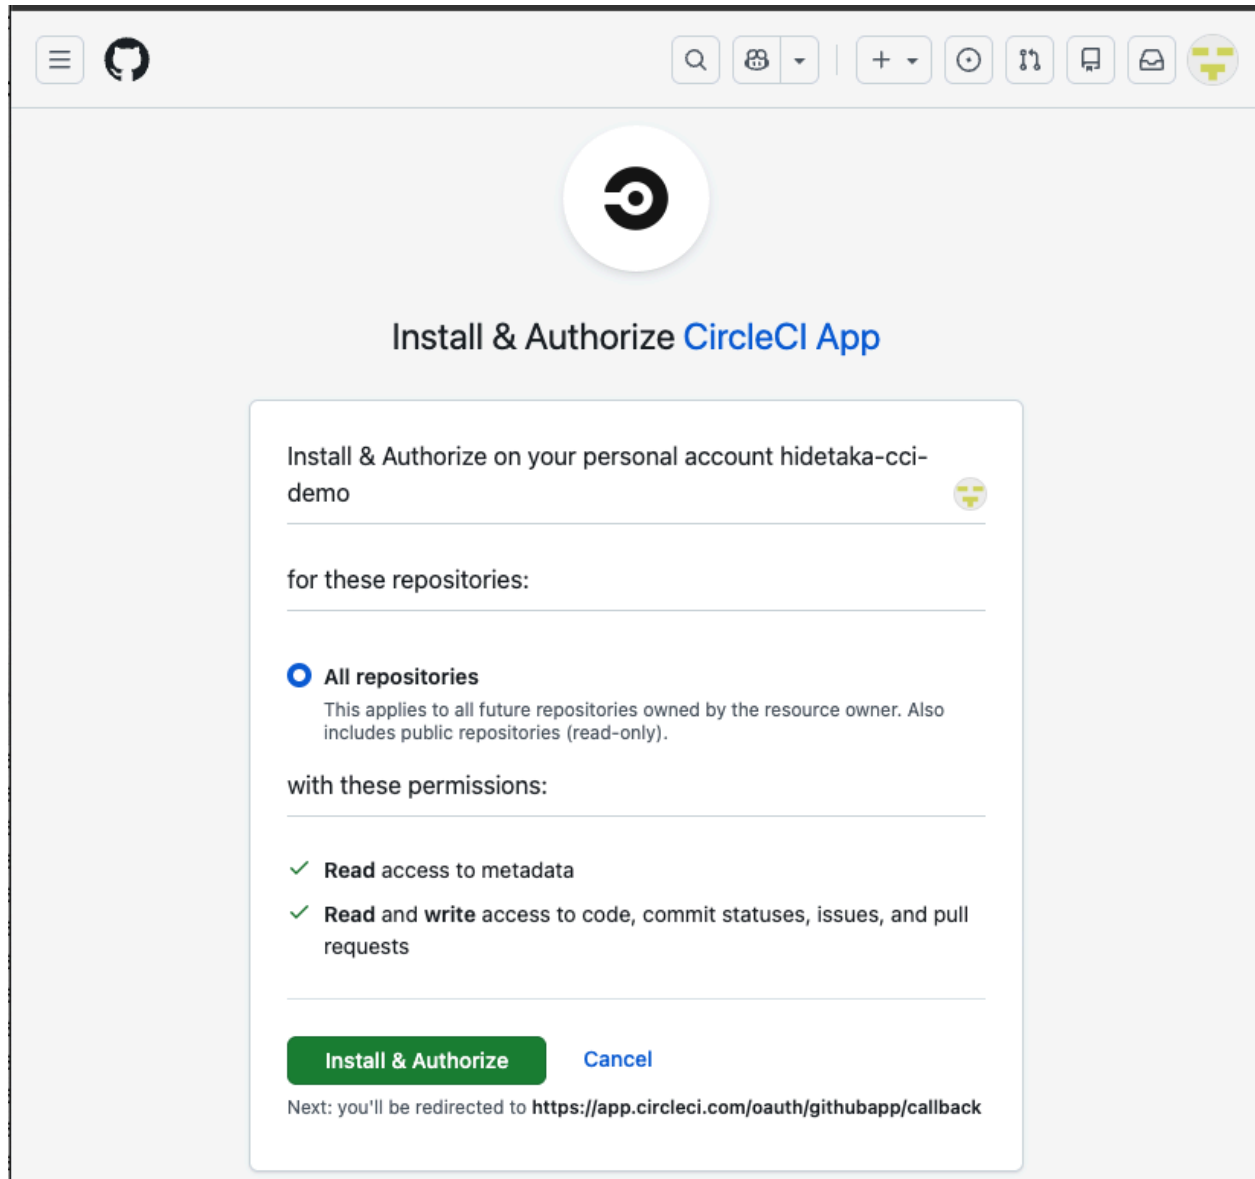 Install & Authorize CircleCI App
Install & Authorize on your personal account hidetaka-cci-
demo
for these repositories:
All repositories
This applies to all future repositories owned by the resource owner. Also
includes public repositories (read-only).
with these permissions:
Read access to metadata
Read and write access to code, commit statuses, issues, and pull
requests
Install & Authorize
Cancel
Next: you'll be redirected to https://app.circleci.com/oauth/githubapp/callback